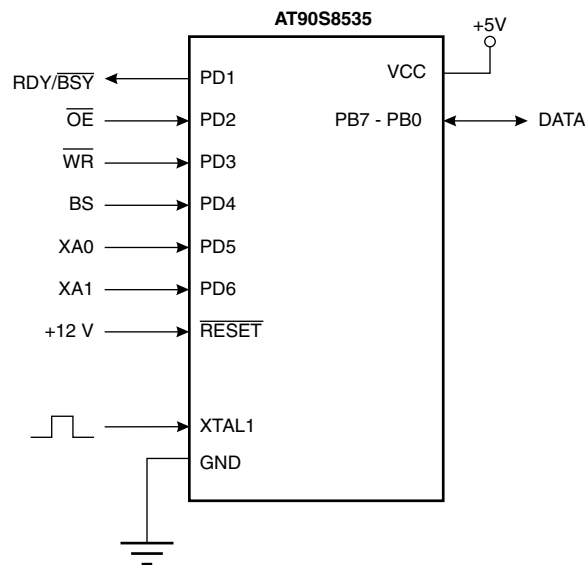 AT90S8535
+5V
RDY/BSY PD1 VCC
OE PD2 PB7 - PB0 DATA
WR PD3
BS PD4
XA0 PD5
XA1 PD6
+12 V RESET
XTAL1
GND